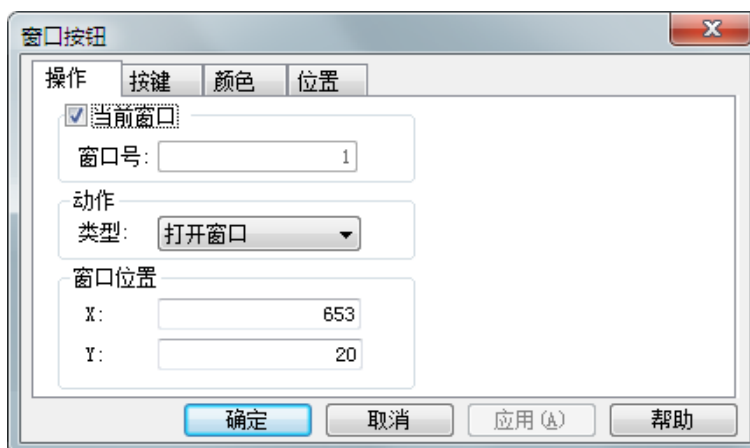 窗口按钮
操作 按键 颜色 位置
当前窗口
窗口号: 1
动作
类型: 打开窗口
窗口位置
X: 653
Y: 20
确定 取消 应用(A) 帮助